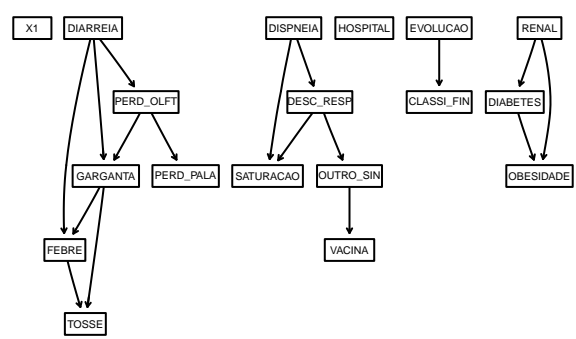 X1 DIARREIA DISPNEIA HOSPITAL EVOLUCAO RENAL
PERD_OLFT DESC_RESP CLASSI_FIN DIABETES
GARGANTA PERD_PALA SATURACAO OUTRO_SIN OBESIDADE
FEBRE VACINA
TOSSE